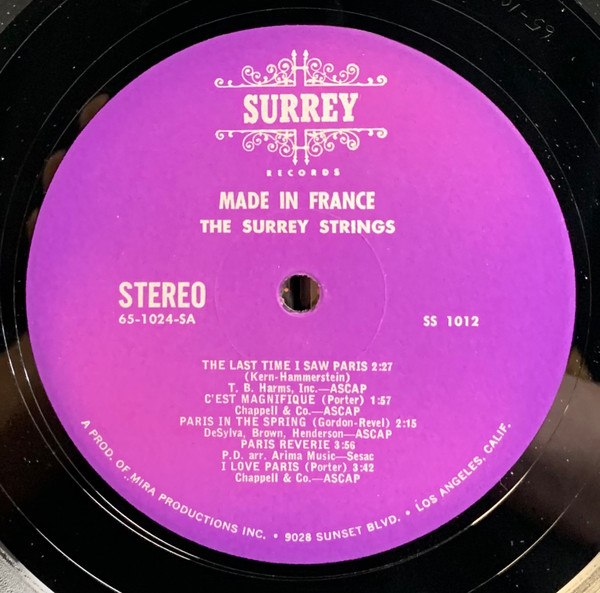 SURREY
RECORDS
MADE IN FRANCE
THE SURREY STRINGS
STEREO
65-1024-SA
SS 1012
THE LAST TIME I SAW PARIS 2:27
(Kern-Hammerstein)
T. B. Harms, Inc.—ASCAP
C'EST MAGNIFIQUE (Porter) 1:57
Chappell & Co.—ASCAP
PARIS IN THE SPRING (Gordon-Revel) 2:15
DeSylva, Brown, Henderson—ASCAP
PARIS REVERIE 3:56
P.D. arr. Arima Music—Sesac
I LOVE PARIS (Porter) 3:42
Chappell & Co.—ASCAP
A PROD. OF MIRA PRODUCTIONS INC. • 9028 SUNSET BLVD. • LOS ANGELES, CALIF.